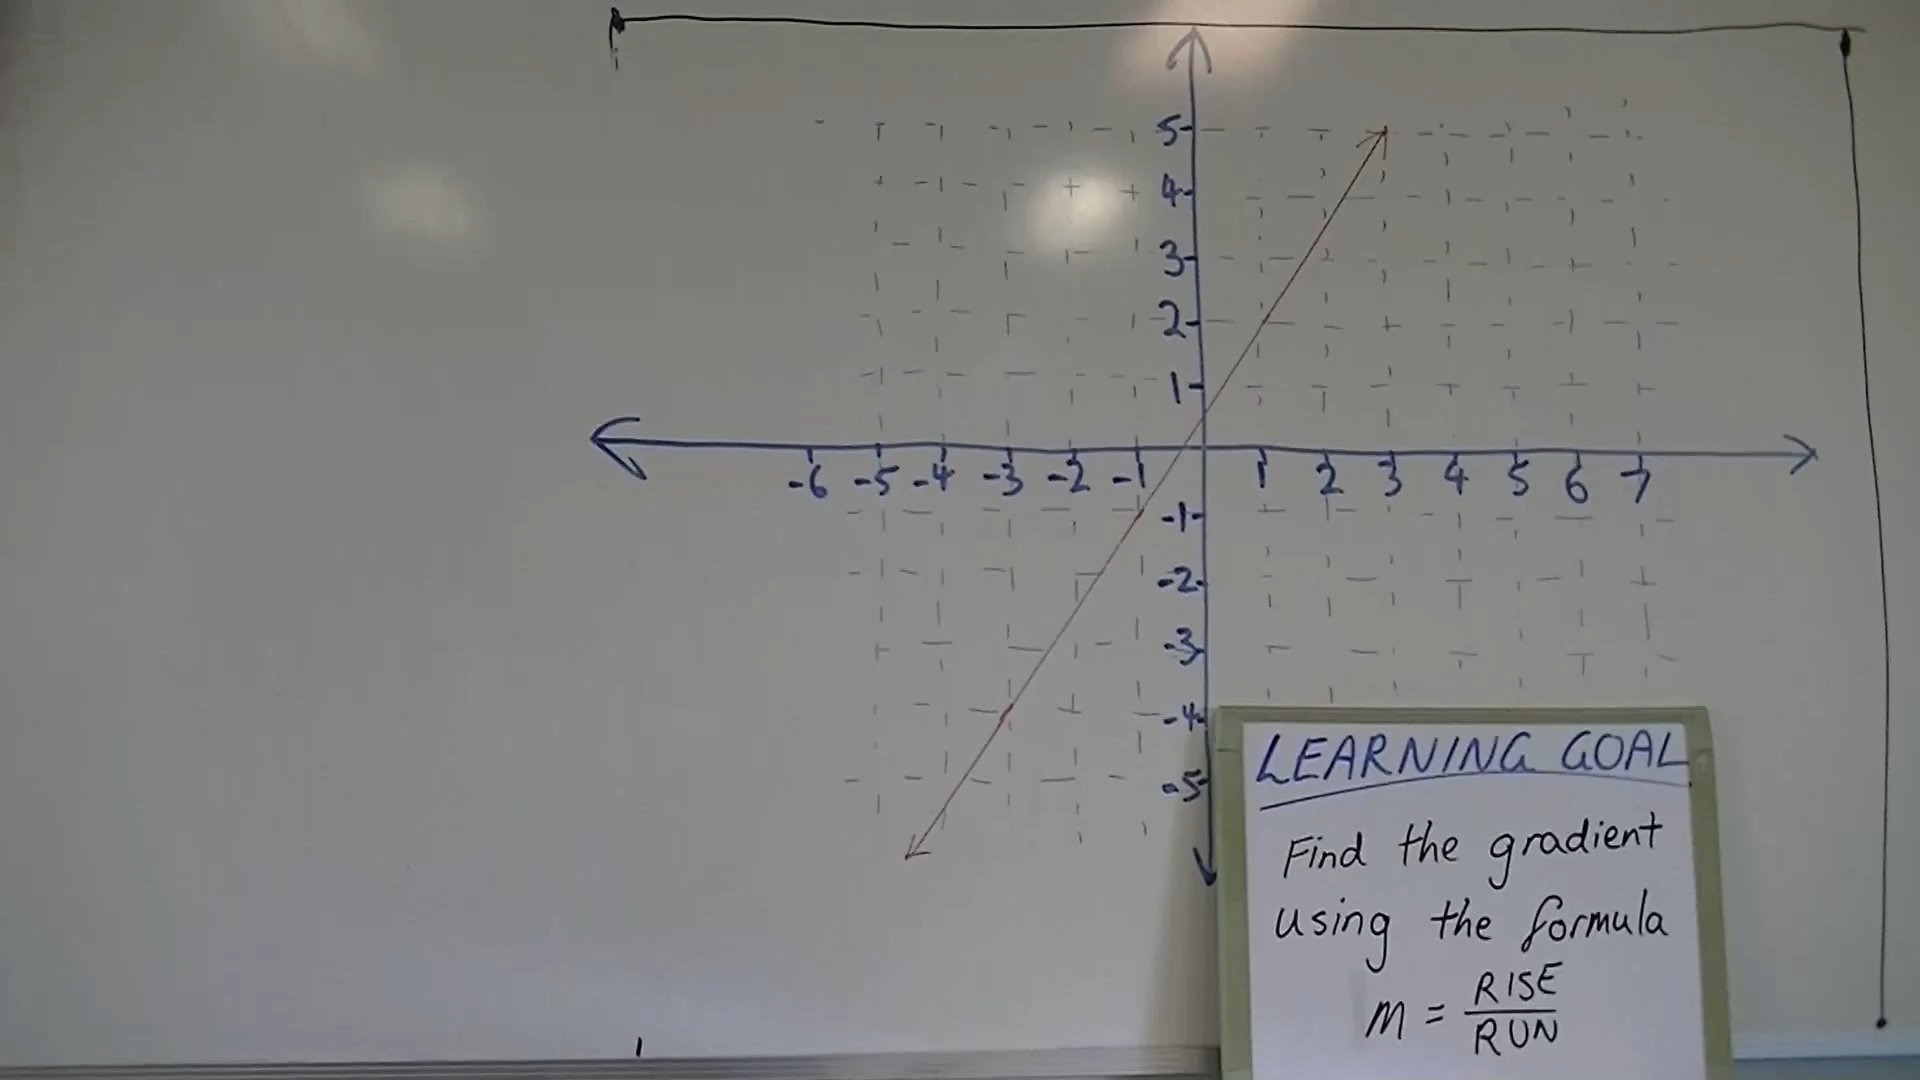 5
4
3
2
1
-6 -5 -4 -3 -2 -1 1 2 3 4 5 6 7
-1
-2
-3
-4
-5
LEARNING GOAL
Find the gradient
using the formula
m = RISE
RUN